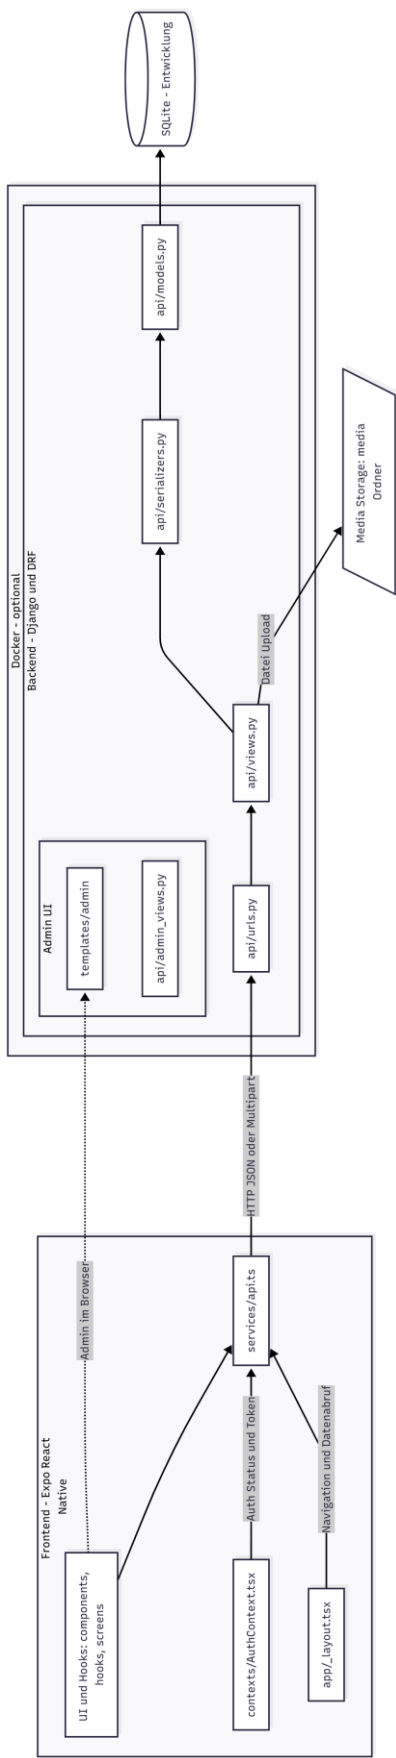 Frontend - Expo React
Native
UI und Hooks: components,
hooks, screens
contexts/AuthContext.tsx
app/_layout.tsx
Auth Status und Token
Navigation und Datenabruf
services/api.ts
Admin im Browser
HTTP JSON oder Multipart
Docker - optional
Backend - Django und DRF
Admin UI
templates/admin
api/admin_views.py
api/urls.py
api/views.py
Datei Upload
api/serializers.py
api/models.py
Media Storage: media
Ordner
SQLite - Entwicklung